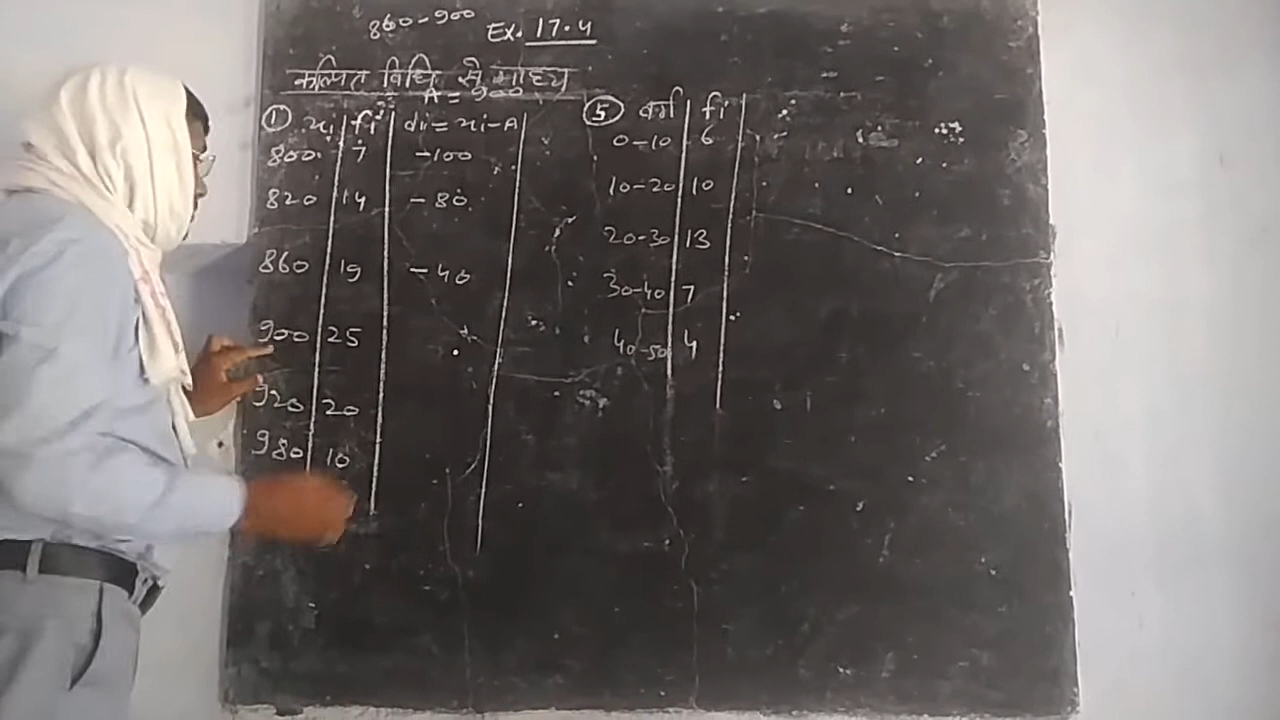 860-900
Ex. 17.4
कल्पित विधि से माध्य
A = 900
① xi fi di = xi-A
800 7 -100
820 14 -80
860 19 -40
900 25
920 20
980 10
⑤ वर्ग fi
0-10 6
10-20 10
20-30 13
30-40 7
40-50 4